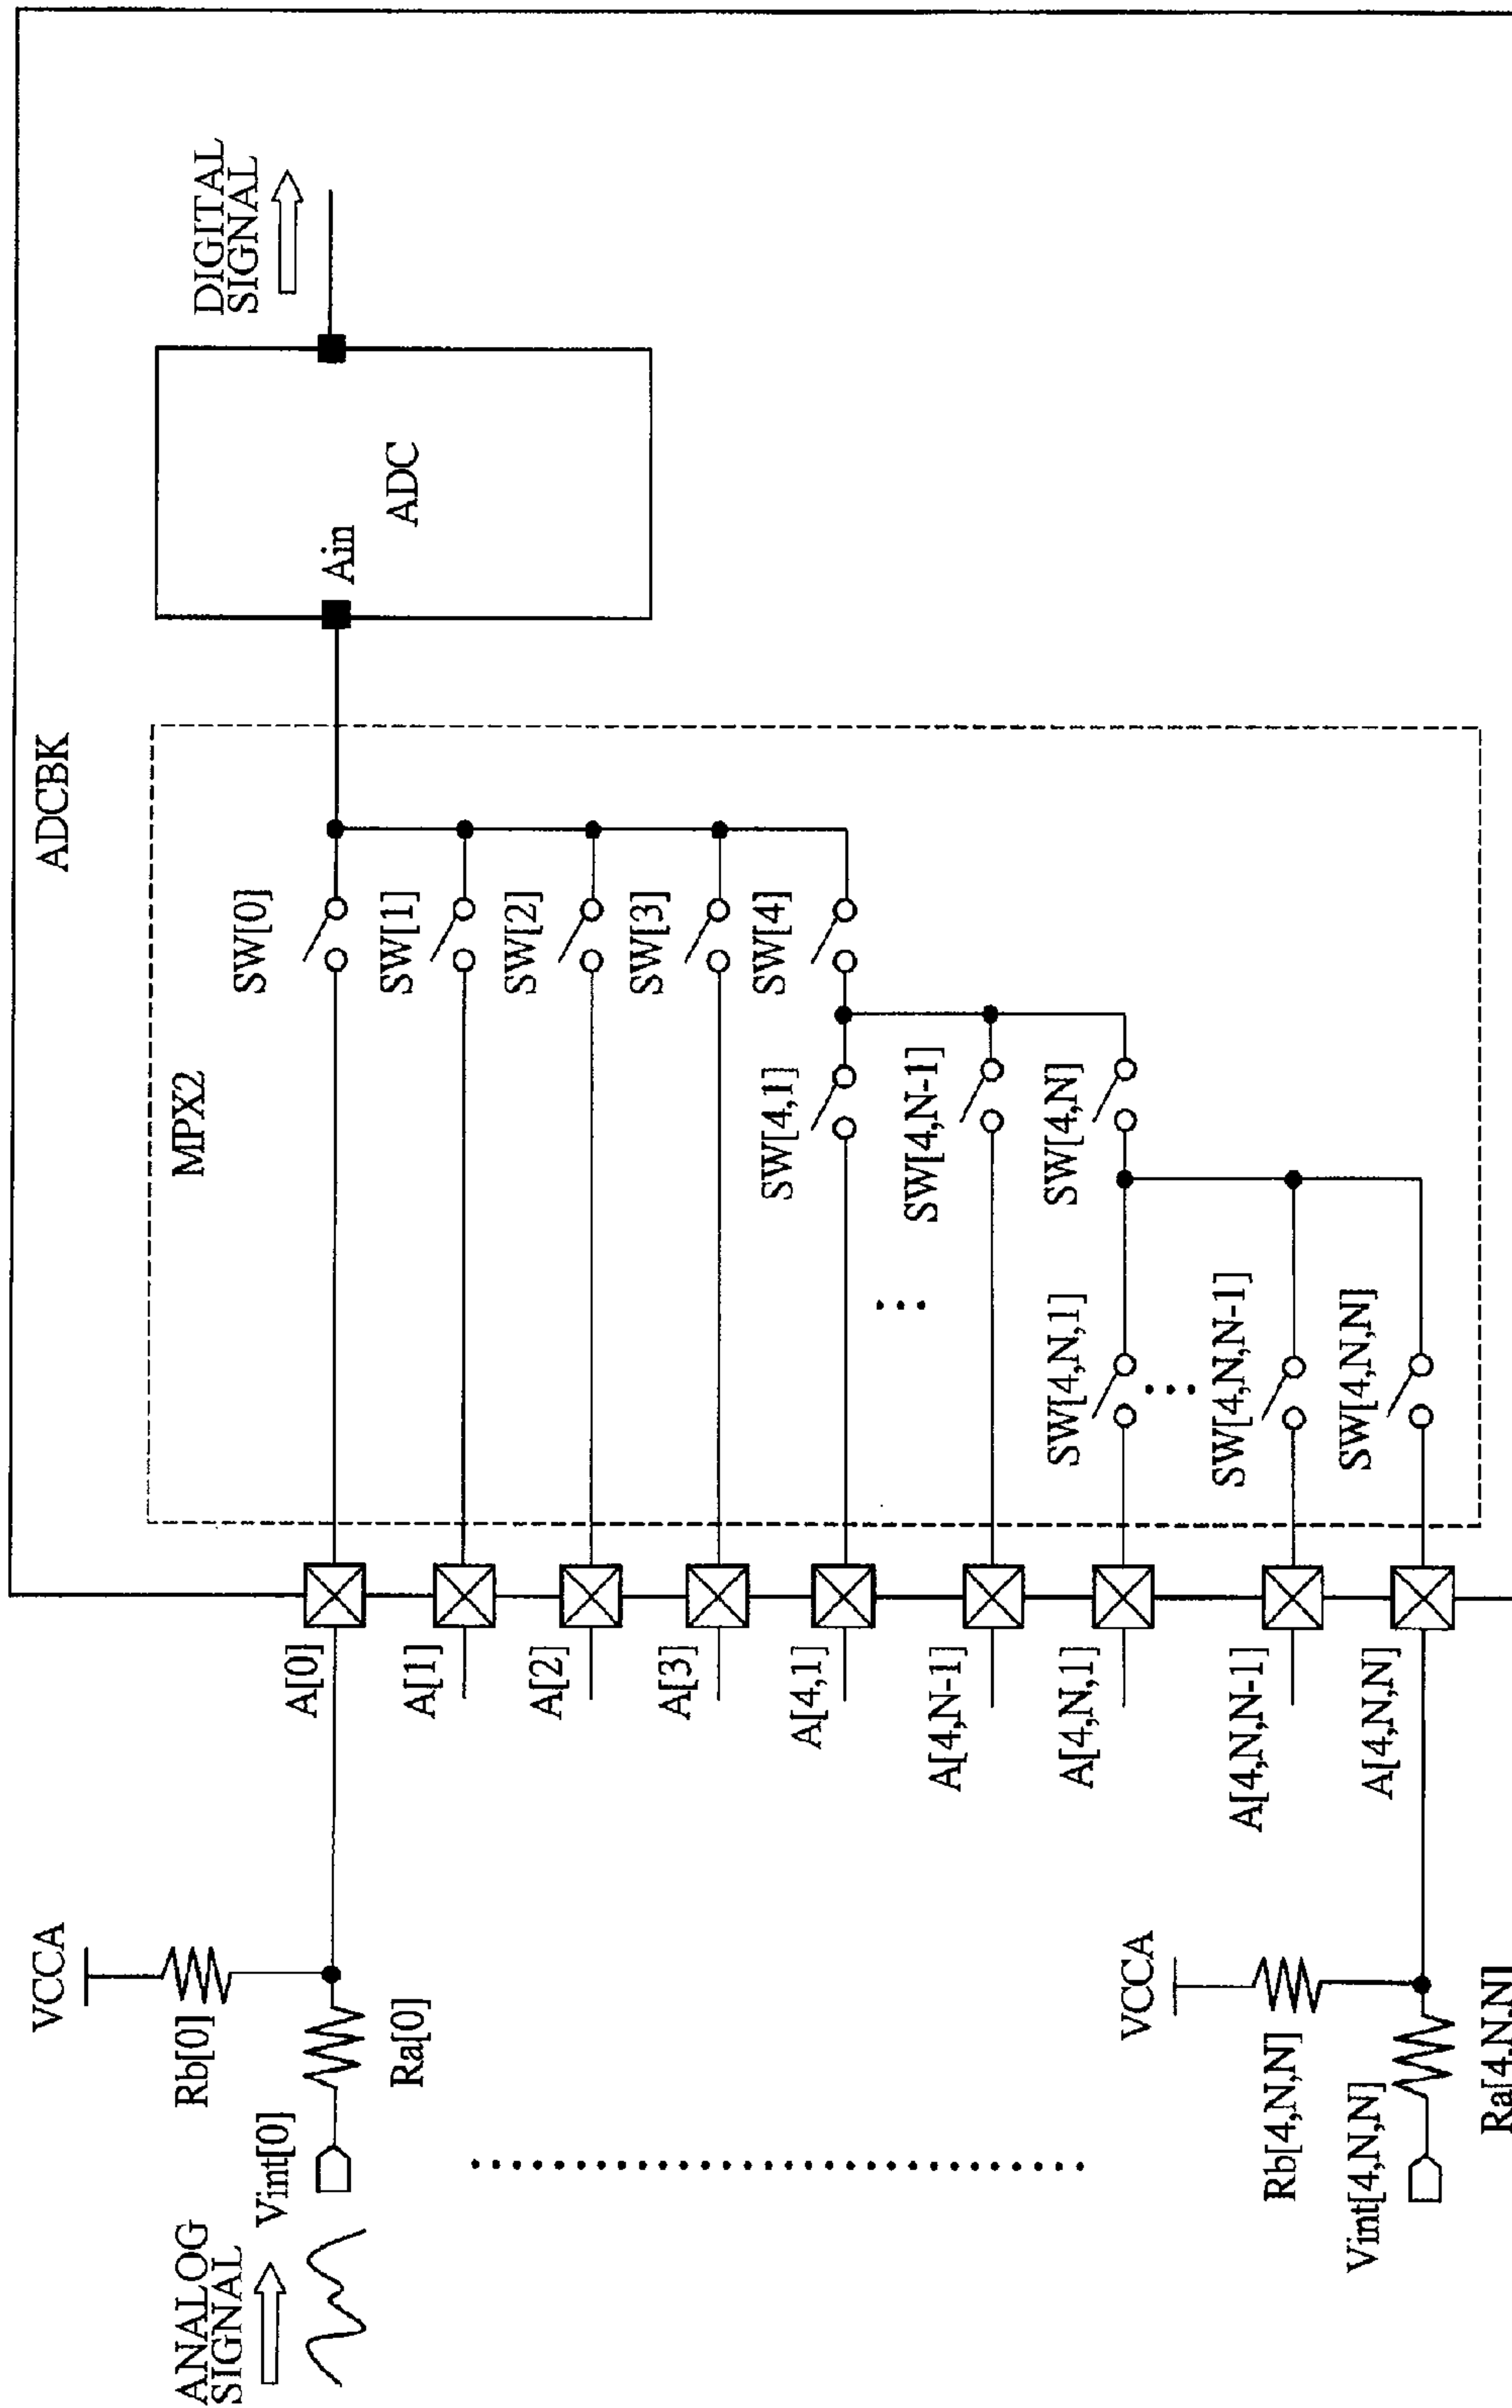 ADCBK
MPX2
ANALOG
SIGNAL
Vint[0]
VCCA
Rb[0]
Ra[0]
A[0]
SW[0]
Ain
ADC
DIGITAL
SIGNAL
A[1]
SW[1]
A[2]
SW[2]
A[3]
SW[3]
A[4,1]
SW[4,1]
SW[4]
A[4,N-1]
SW[4,N-1]
A[4,N,1]
SW[4,N,1]
SW[4,N]
A[4,N,N-1]
SW[4,N,N-1]
VCCA
Rb[4,N,N]
Vint[4,N,N]
A[4,N,N]
SW[4,N,N]
Ra[4,N,N]